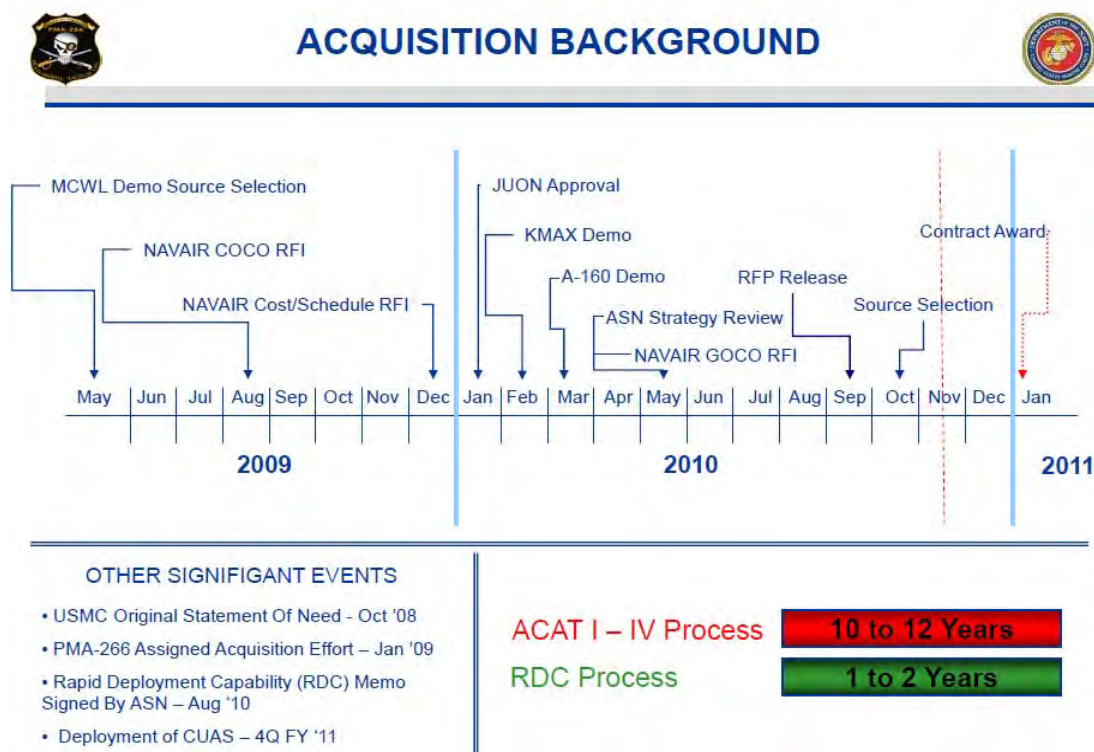 PMA-266
ACQUISITION BACKGROUND
MCWL Demo Source Selection
JUON Approval
NAVAIR COCO RFI
KMAX Demo
Contract Award
A-160 Demo
RFP Release
NAVAIR Cost/Schedule RFI
Source Selection
ASN Strategy Review
NAVAIR GOCO RFI
May Jun Jul Aug Sep Oct Nov Dec Jan Feb Mar Apr May Jun Jul Aug Sep Oct Nov Dec Jan
2009 2010 2011
OTHER SIGNIFIGANT EVENTS
• USMC Original Statement Of Need - Oct '08
• PMA-266 Assigned Acquisition Effort – Jan '09
• Rapid Deployment Capability (RDC) Memo
Signed By ASN – Aug '10
• Deployment of CUAS – 4Q FY '11
ACAT I – IV Process 10 to 12 Years
RDC Process 1 to 2 Years